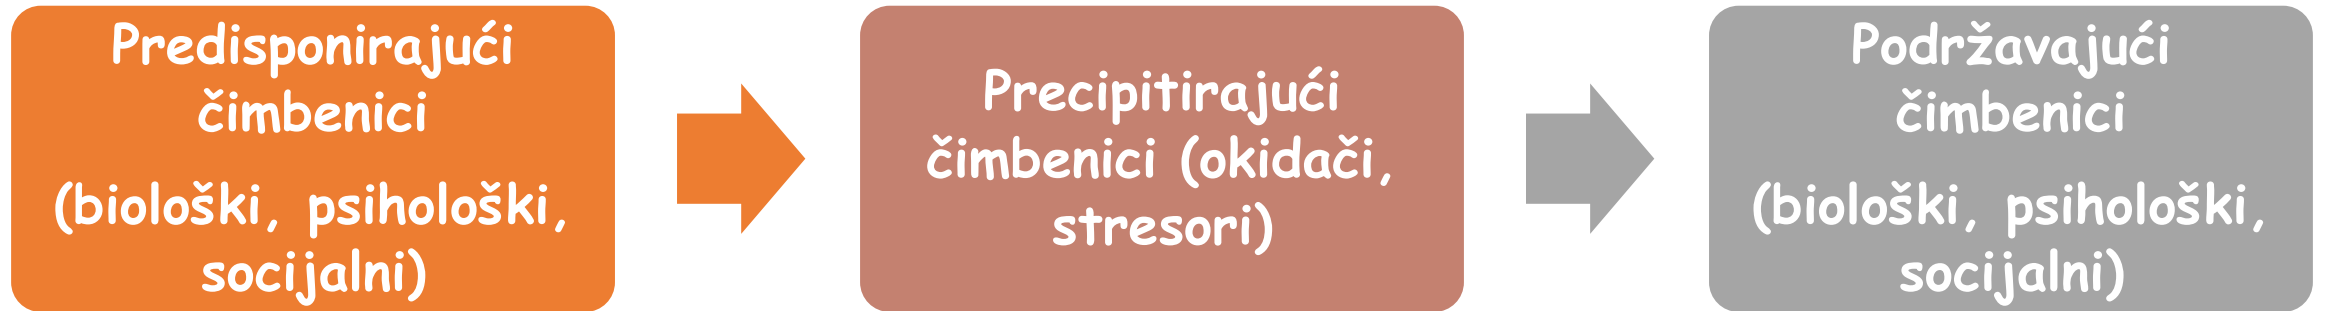 Predisponirajući
čimbenici
(biološki, psihološki,
socijalni)
Precipitirajući
čimbenici (okidači,
stresori)
Podržavajući
čimbenici
(biološki, psihološki,
socijalni)